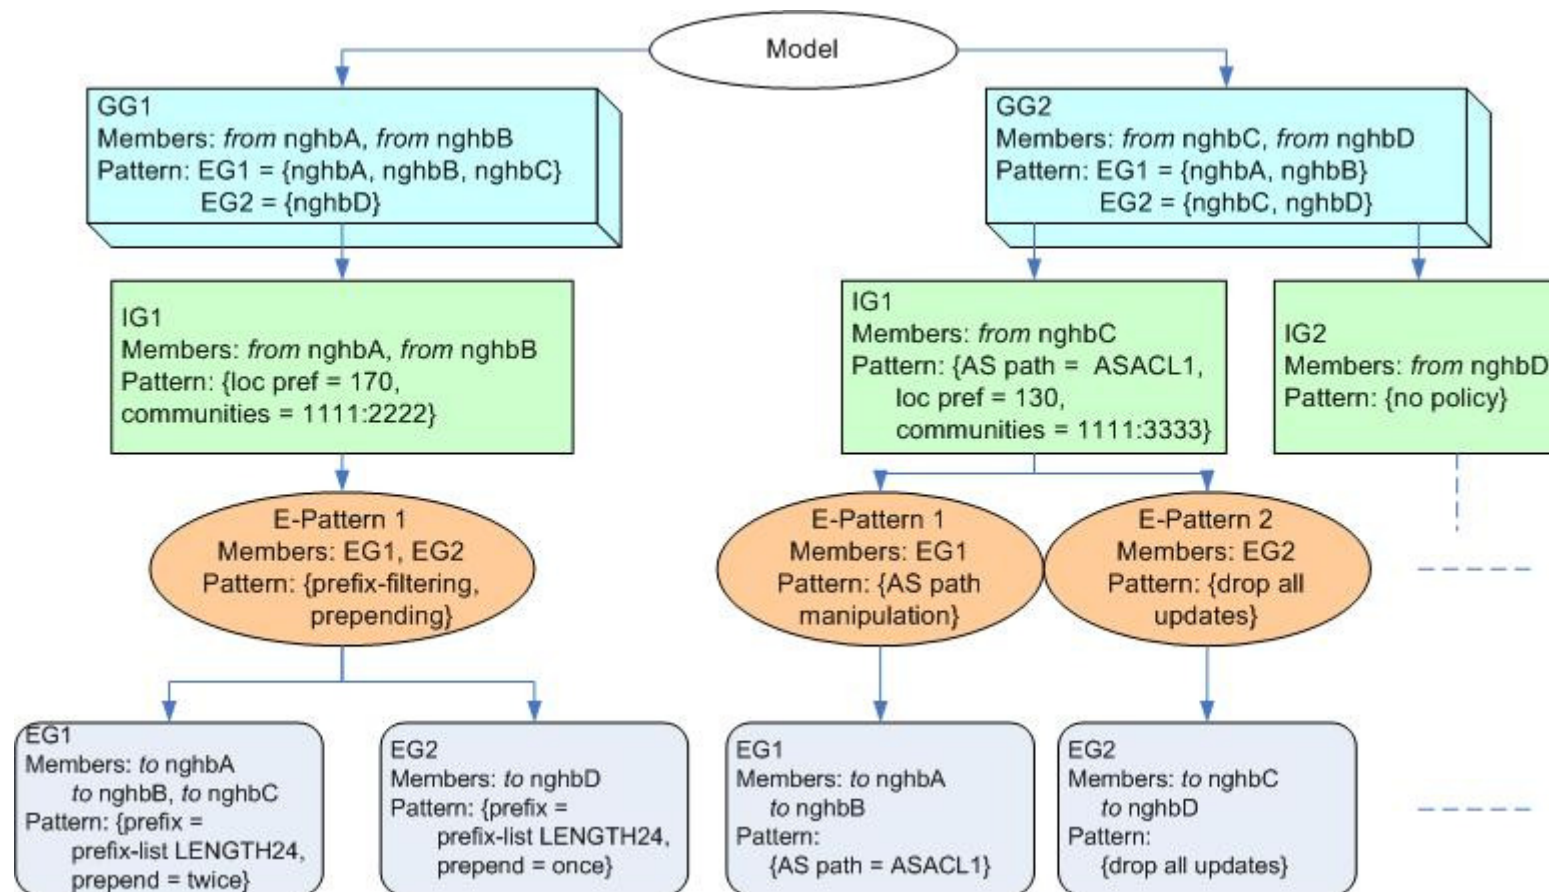 Model
GG1
Members: from nghbA, from nghbB
Pattern: EG1 = {nghbA, nghbB, nghbC}
EG2 = {nghbD}
GG2
Members: from nghbC, from nghbD
Pattern: EG1 = {nghbA, nghbB}
EG2 = {nghbC, nghbD}
IG1
Members: from nghbA, from nghbB
Pattern: {loc pref = 170,
communities = 1111:2222}
IG1
Members: from nghbC
Pattern: {AS path = ASACL1,
loc pref = 130,
communities = 1111:3333}
IG2
Members: from nghbD
Pattern: {no policy}
E-Pattern 1
Members: EG1, EG2
Pattern: {prefix-filtering,
prepending}
E-Pattern 1
Members: EG1
Pattern: {AS path
manipulation}
E-Pattern 2
Members: EG2
Pattern: {drop all
updates}
EG1
Members: to nghbA
to nghbB, to nghbC
Pattern: {prefix =
prefix-list LENGTH24,
prepend = twice}
EG2
Members: to nghbD
Pattern: {prefix =
prefix-list LENGTH24,
prepend = once}
EG1
Members: to nghbA
to nghbB
Pattern:
{AS path = ASACL1}
EG2
Members: to nghbC
to nghbD
Pattern:
{drop all updates}